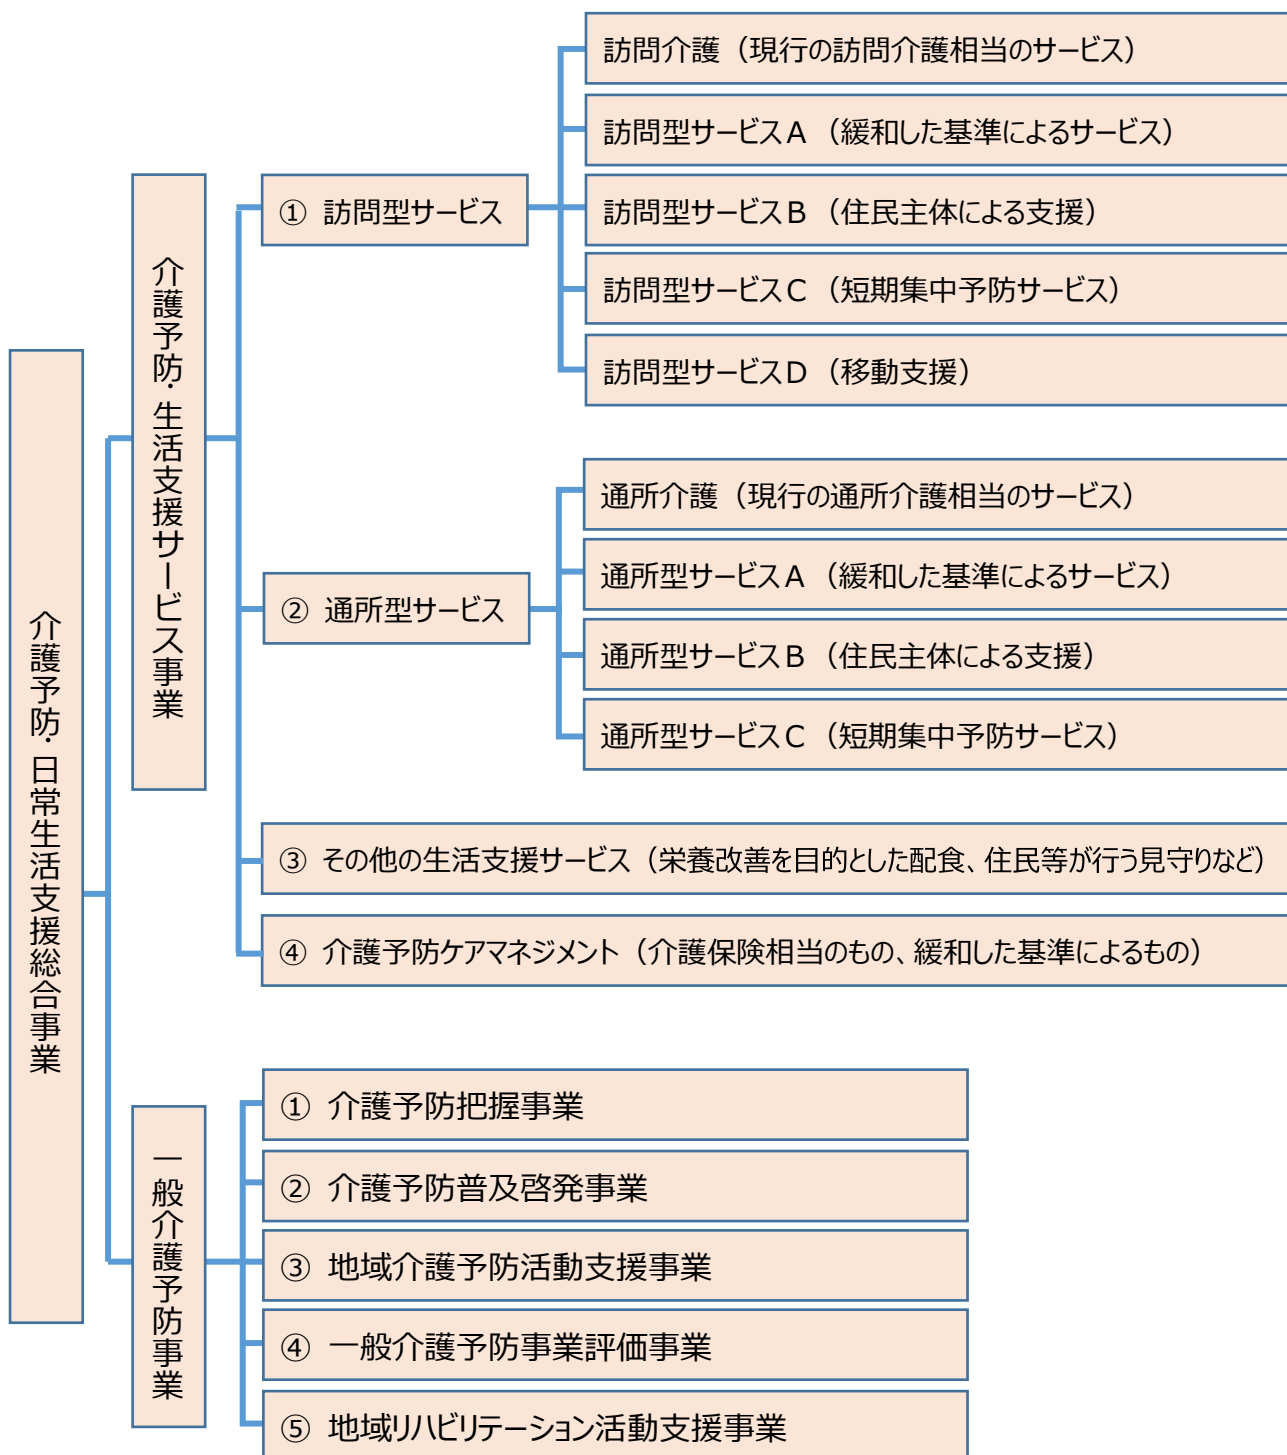 介護予防・日常生活支援総合事業
介護予防・生活支援サービス事業
① 訪問型サービス
訪問介護（現行の訪問介護相当のサービス）
訪問型サービスA（緩和した基準によるサービス）
訪問型サービスB（住民主体による支援）
訪問型サービスC（短期集中予防サービス）
訪問型サービスD（移動支援）
② 通所型サービス
通所介護（現行の通所介護相当のサービス）
通所型サービスA（緩和した基準によるサービス）
通所型サービスB（住民主体による支援）
通所型サービスC（短期集中予防サービス）
③ その他の生活支援サービス（栄養改善を目的とした配食、住民等が行う見守りなど）
④ 介護予防ケアマネジメント（介護保険相当のもの、緩和した基準によるもの）
一般介護予防事業
① 介護予防把握事業
② 介護予防普及啓発事業
③ 地域介護予防活動支援事業
④ 一般介護予防事業評価事業
⑤ 地域リハビリテーション活動支援事業